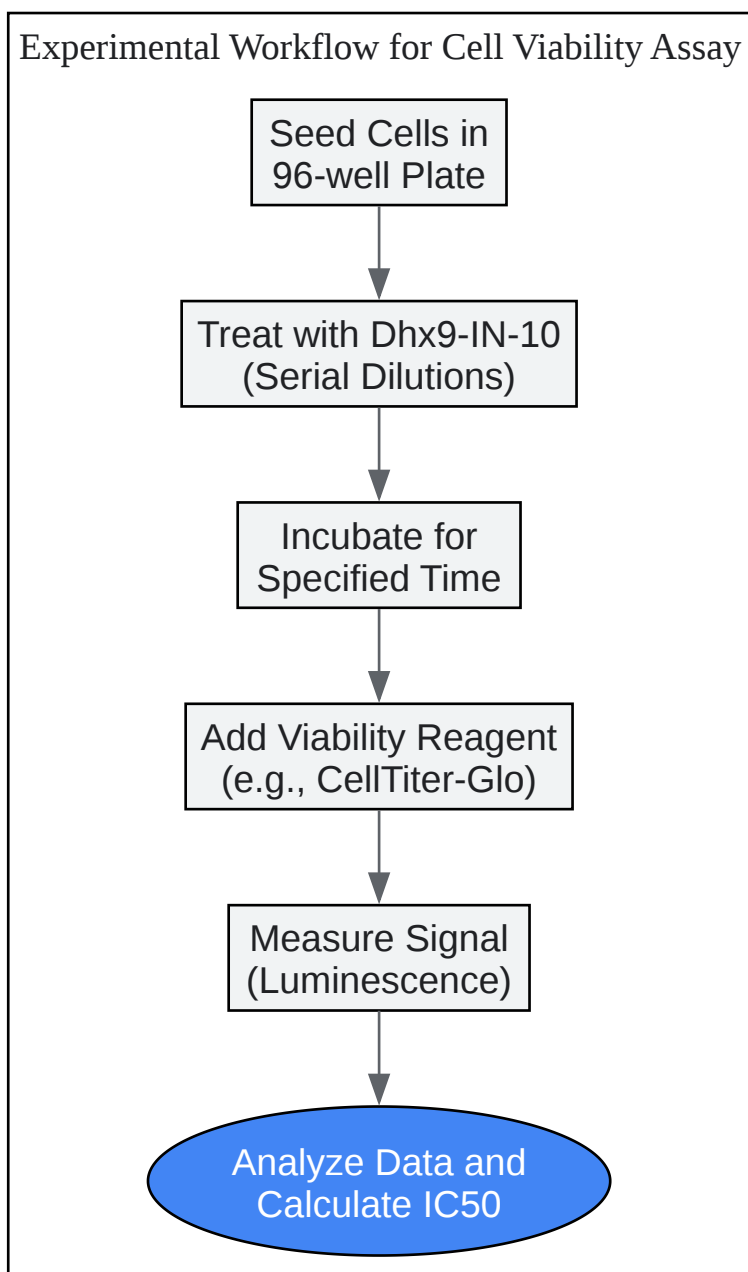 Experimental Workflow for Cell Viability Assay
Seed Cells in
96-well Plate
Treat with Dhx9-IN-10
(Serial Dilutions)
Incubate for
Specified Time
Add Viability Reagent
(e.g., CellTiter-Glo)
Measure Signal
(Luminescence)
Analyze Data and
Calculate IC50